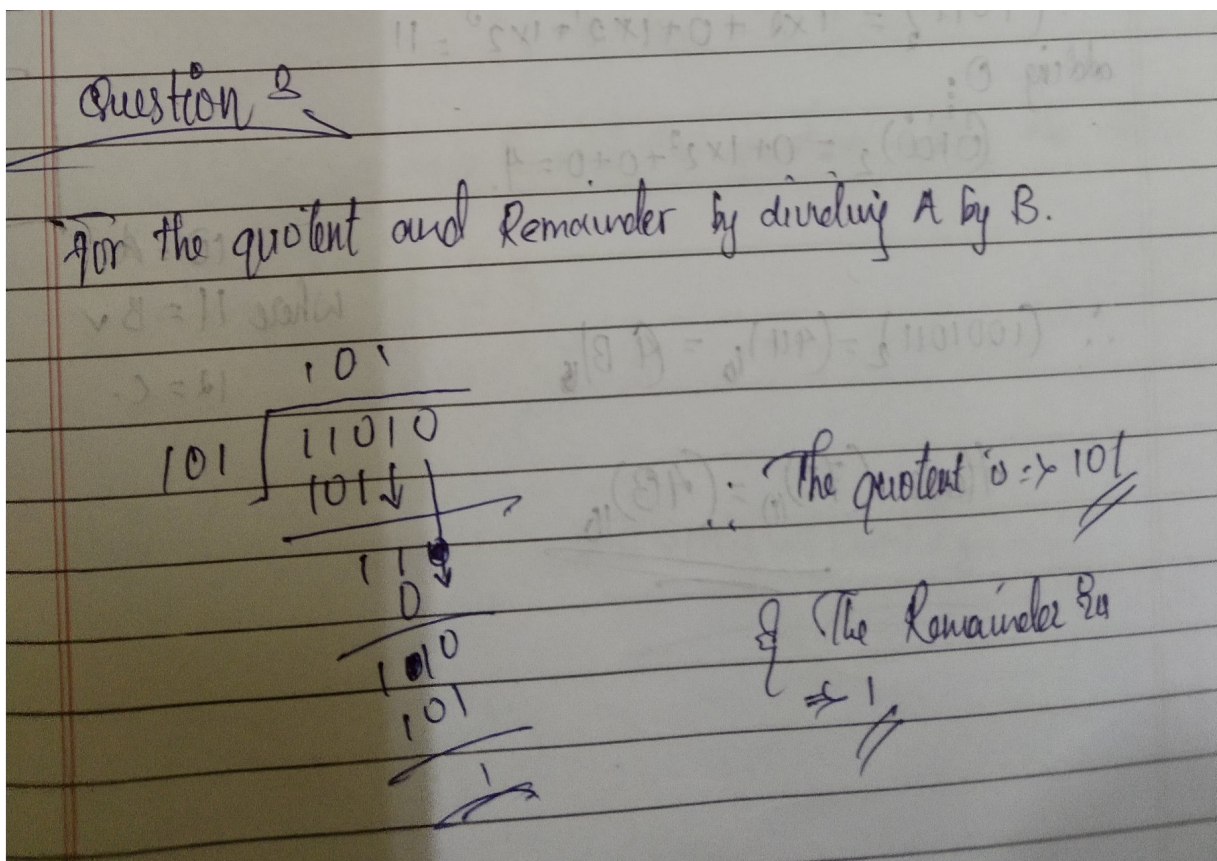 Question 2
For the quotent and Remainder by dividing A by B.
101
101 11010
101
11
0
110
101
1
∴ The quotent is => 101
& The Remainder is
=> 1